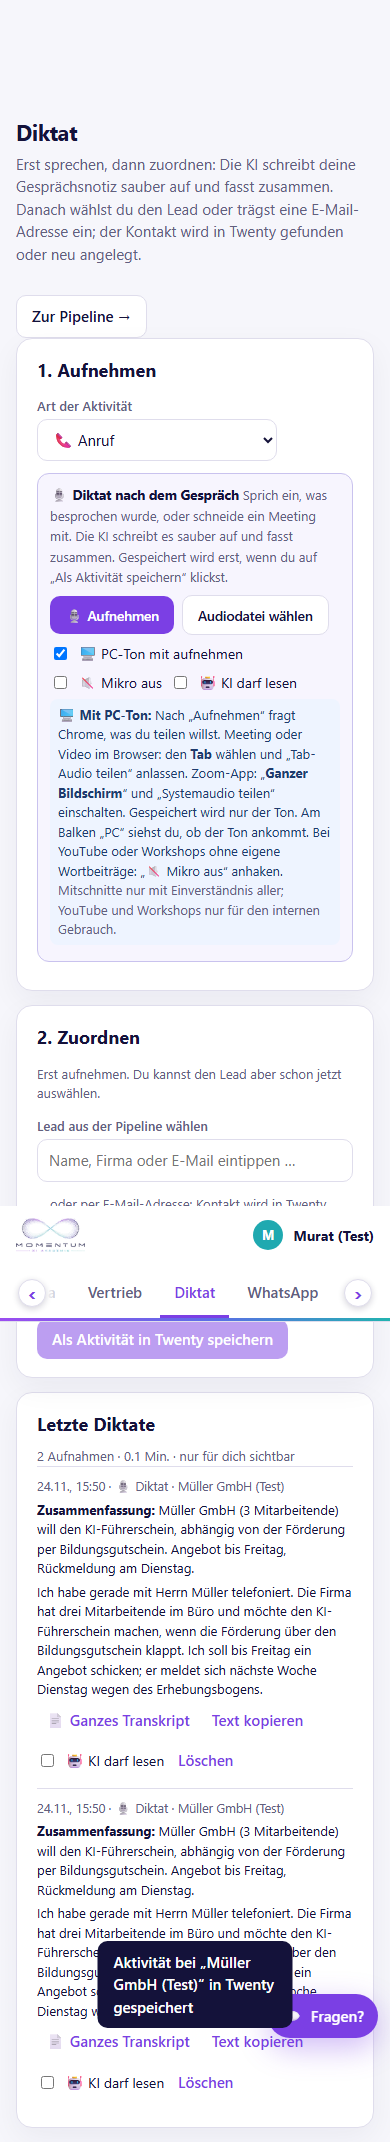 Diktat
Erst sprechen, dann zuordnen: Die KI schreibt deine
Gesprächsnotiz sauber auf und fasst zusammen.
Danach wählst du den Lead oder trägst eine E-Mail-
Adresse ein; der Kontakt wird in Twenty gefunden
oder neu angelegt.
Zur Pipeline →
1. Aufnehmen
Art der Aktivität
📞 Anruf
🎙 Diktat nach dem Gespräch Sprich ein, was
besprochen wurde, oder schneide ein Meeting
mit. Die KI schreibt es sauber auf und fasst
zusammen. Gespeichert wird erst, wenn du auf
„Als Aktivität speichern“ klickst.
🎙 Aufnehmen
Audiodatei wählen
🖥 PC-Ton mit aufnehmen
Mikro aus
🤖 KI darf lesen
🖥 Mit PC-Ton: Nach „Aufnehmen“ fragt
Chrome, was du teilen willst. Meeting oder
Video im Browser: den Tab wählen und „Tab-
Audio teilen“ anlassen. Zoom-App: „Ganzer
Bildschirm“ und „Systemaudio teilen“
einschalten. Gespeichert wird nur der Ton. Am
Balken „PC“ siehst du, ob der Ton ankommt. Bei
YouTube oder Workshops ohne eigene
Wortbeiträge: „ Mikro aus“ anhaken.
Mitschnitte nur mit Einverständnis aller;
YouTube und Workshops nur für den internen
Gebrauch.
2. Zuordnen
Erst aufnehmen. Du kannst den Lead aber schon jetzt
auswählen.
Lead aus der Pipeline wählen
Name, Firma oder E-Mail eintippen ...
oder per E-Mail-Adresse: Kontakt wird in Twenty
MOMENTUM
M
Murat (Test)
‹
a
Vertrieb
Diktat
WhatsApp
›
Als Aktivität in Twenty speichern
Letzte Diktate
2 Aufnahmen · 0.1 Min. · nur für dich sichtbar
24.11., 15:50 · 🎙 Diktat · Müller GmbH (Test)
Zusammenfassung: Müller GmbH (3 Mitarbeitende)
will den KI-Führerschein, abhängig von der Förderung
per Bildungsgutschein. Angebot bis Freitag,
Rückmeldung am Dienstag.
Ich habe gerade mit Herrn Müller telefoniert. Die Firma
hat drei Mitarbeitende im Büro und möchte den KI-
Führerschein machen, wenn die Förderung über den
Bildungsgutschein klappt. Ich soll bis Freitag ein
Angebot schicken; er meldet sich nächste Woche
Dienstag wegen des Erhebungsbogens.
📄 Ganzes Transkript
Text kopieren
🤖 KI darf lesen
Löschen
24.11., 15:50 · 🎙 Diktat · Müller GmbH (Test)
Zusammenfassung: Müller GmbH (3 Mitarbeitende)
will den KI-Führerschein, abhängig von der Förderung
per Bildungsgutschein. Angebot bis Freitag,
Rückmeldung am Dienstag.
Ich habe gerade mit Herrn Müller telefoniert. Die Firma
hat drei Mitarbeitende im Büro und möchte den KI-
Führersche
ber den
Bildungsgu
ein
Angebot s
oche
Dienstag w
Aktivität bei „Müller
GmbH (Test)“ in Twenty
gespeichert
Fragen?
📄 Ganzes Transkript
Text kopieren
🤖 KI darf lesen
Löschen